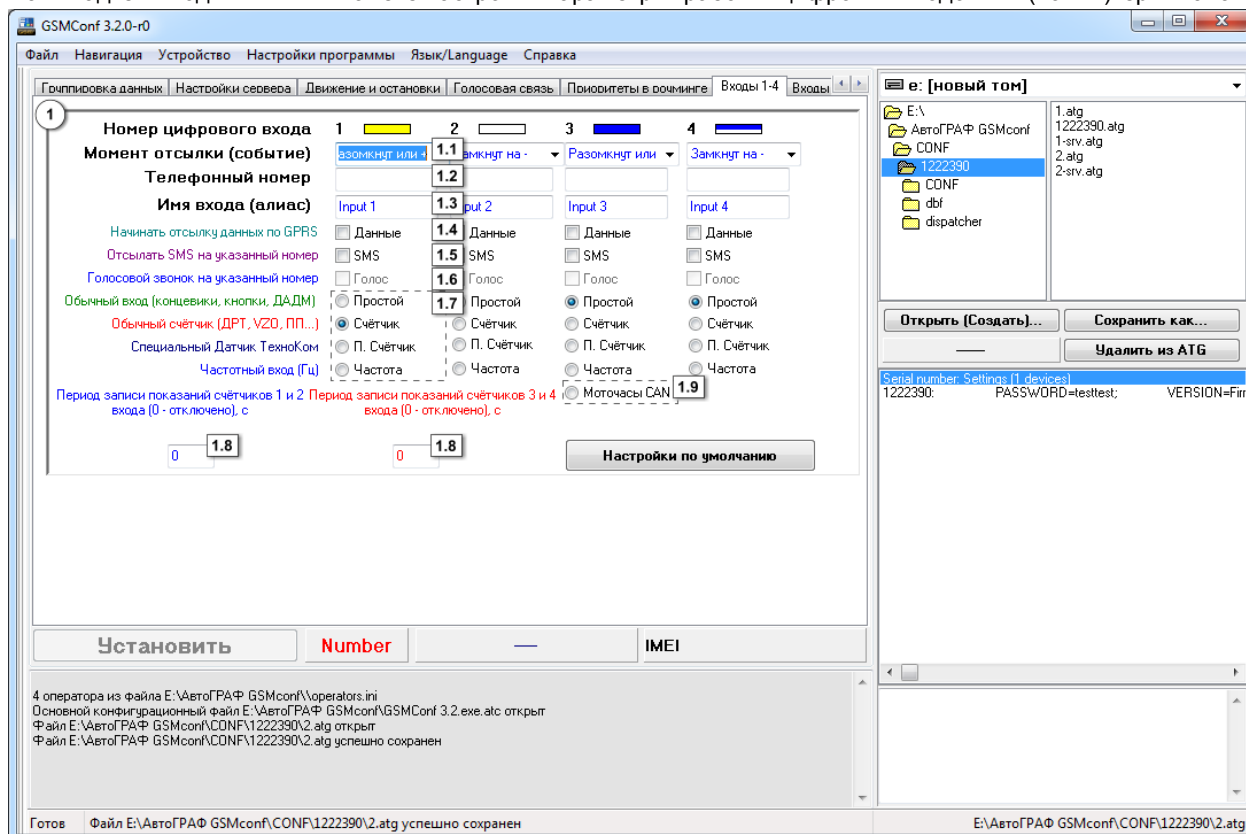 GSMConf 3.2.0-r0
Файл Навигация Устройство Настройки программы Язык/Language Справка
Группировка данных Настройки сервера Движение и остановки Голосовая связь Приоритеты в роуминге Входы 1-4 Входы
1
Номер цифрового входа 1 2 3 4
Момент отсылки (событие) азомкнут или + 1.1 амкнут на - Разомкнут или Замкнут на -
Телефонный номер 1.2
Имя входа (алиас) Input 1 1.3 put 2 Input 3 Input 4
Начинать отсылку данных по GPRS Данные 1.4 Данные Данные Данные
Отсылать SMS на указанный номер SMS 1.5 SMS SMS SMS
Голосовой звонок на указанный номер Голос 1.6 Голос Голос Голос
Обычный вход (концевики, кнопки, ДАДМ) Простой 1.7 Простой Простой Простой
Обычный счётчик (ДРТ, VZO, ПП...) Счётчик Счётчик Счётчик Счётчик
Специальный Датчик ТехноКом П. Счётчик П. Счётчик П. Счётчик П. Счётчик
Частотный вход (Гц) Частота Частота Частота Частота
Моточасы CAN 1.9
Период записи показаний счётчиков 1 и 2
входа (0 - отключено), с
Период записи показаний счётчиков 3 и 4
входа (0 - отключено), с
0 1.8 0 1.8
Настройки по умолчанию
Установить Number — IMEI
4 оператора из файла E:\АвтоГРАФ GSMconf\\operators.ini
Основной конфигурационный файл E:\АвтоГРАФ GSMconf\GSMConf 3.2.exe.atc открыт
Файл E:\АвтоГРАФ GSMconf\CONF\1222390\2.atg открыт
Файл E:\АвтоГРАФ GSMconf\CONF\1222390\2.atg успешно сохранен
e: [новый том]
E:\
АвтоГРАФ GSMconf
CONF
1222390
CONF
dbf
dispatcher
1.atg
1222390.atg
1-srv.atg
2.atg
2-srv.atg
Открыть (Создать)... Сохранить как...
— Удалить из ATG
Serial number: Settings (1 devices)
1222390: PASSWORD=testtest; VERSION=Fir
Готов Файл E:\АвтоГРАФ GSMconf\CONF\1222390\2.atg успешно сохранен E:\АвтоГРАФ GSMconf\CONF\1222390\2.atg